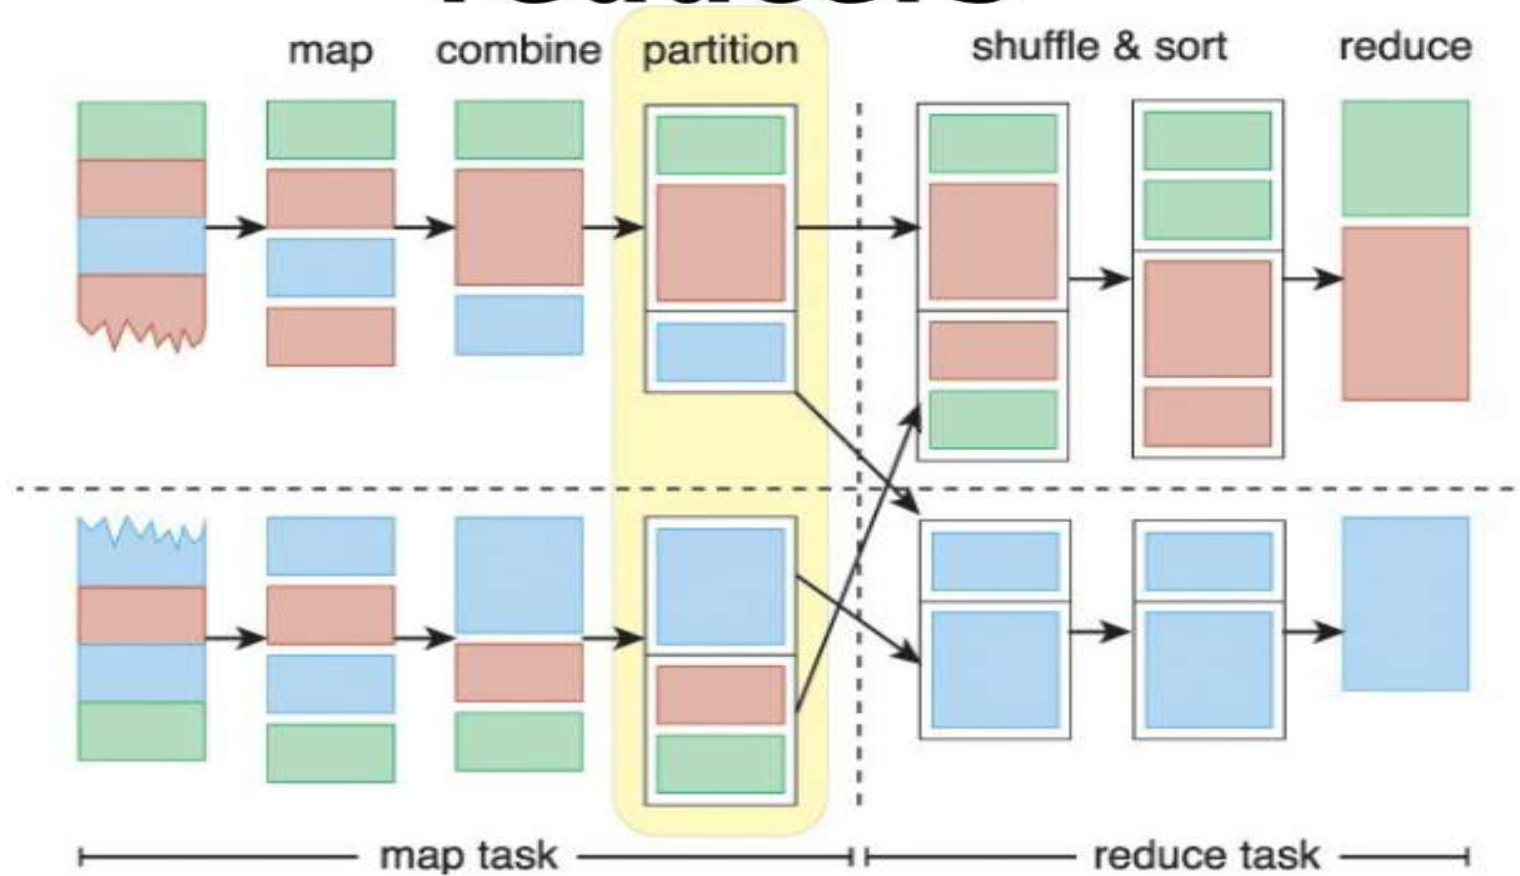 map
combine
partition
shuffle & sort
reduce
map task
reduce task